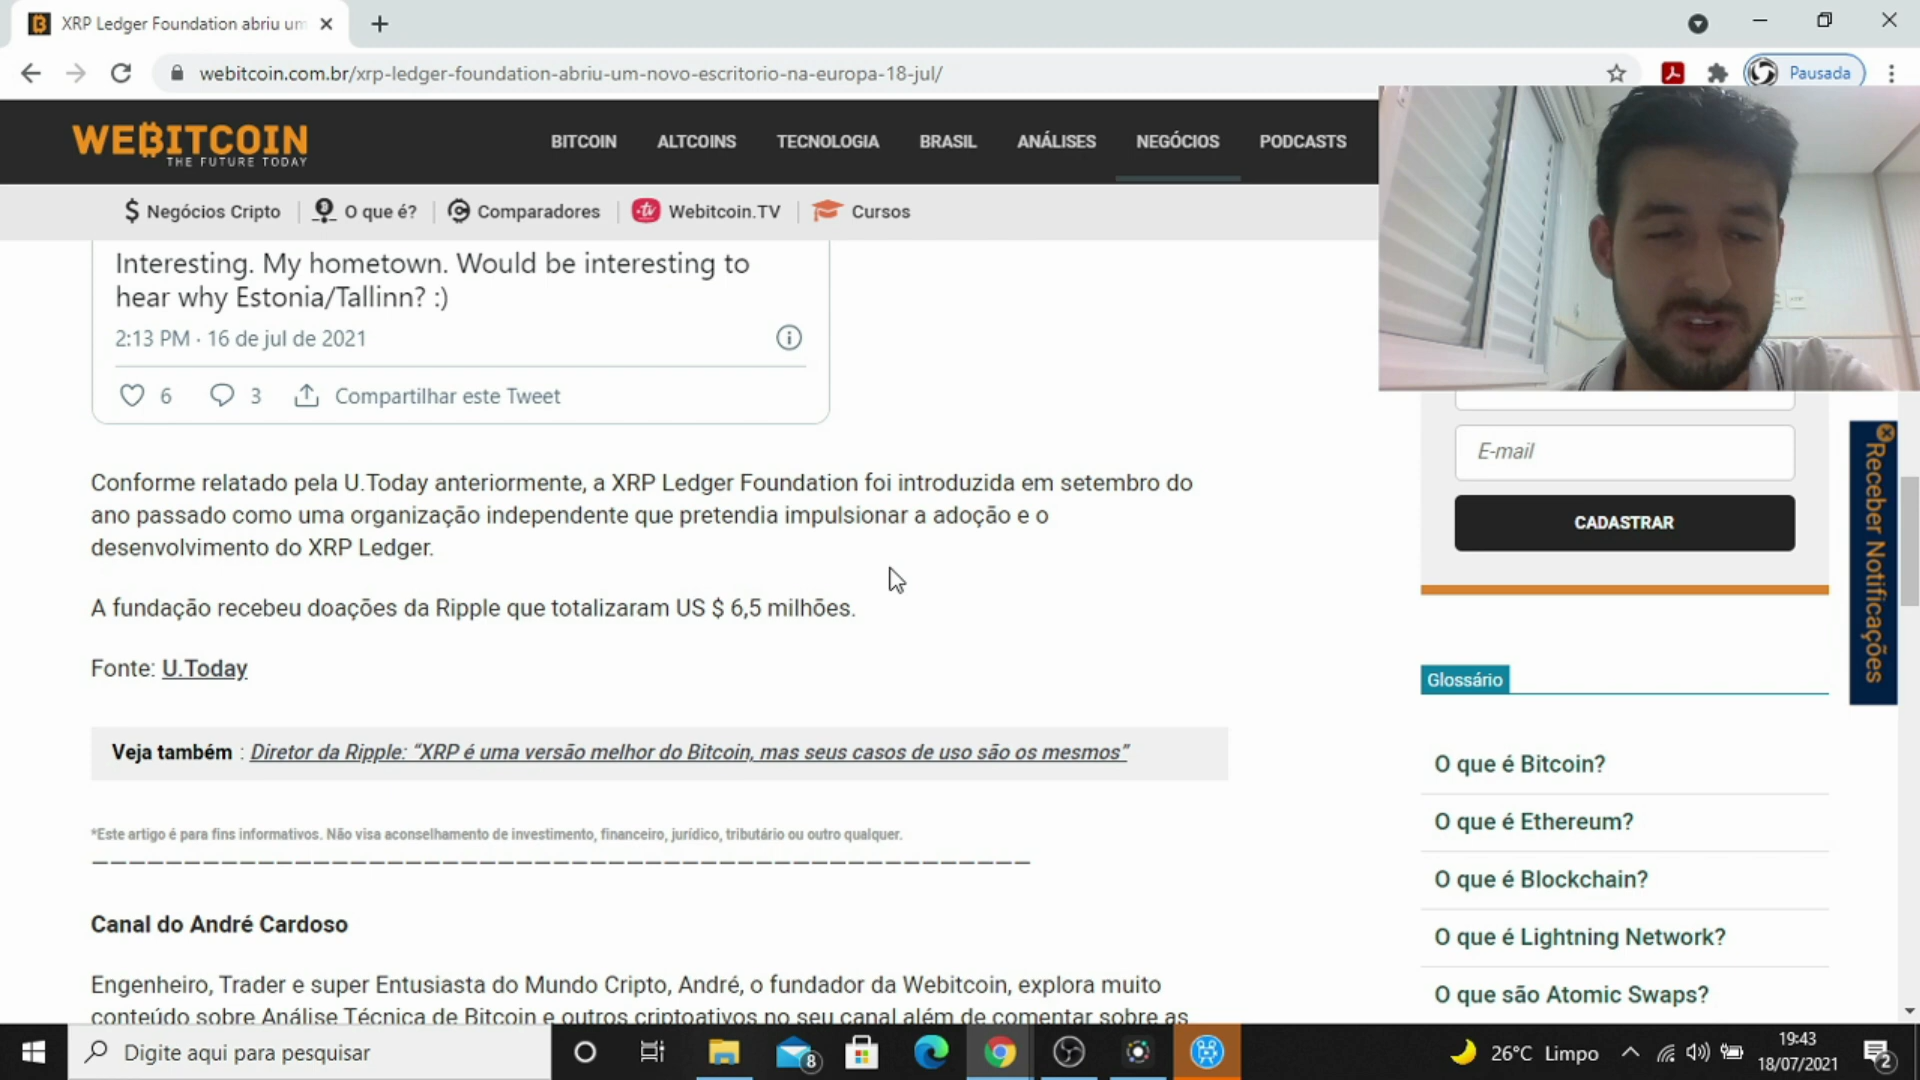 XRP Ledger Foundation abriu um
webitcoin.com.br/xrp-ledger-foundation-abriu-um-novo-escritorio-na-europa-18-jul/
Pausada
WEBITCOIN
THE FUTURE TODAY
BITCOIN
ALTCOINS
TECNOLOGIA
BRASIL
ANÁLISES
NEGÓCIOS
PODCASTS
Negócios Cripto
O que é?
Comparadores
tv
Webitcoin.TV
Cursos
Interesting. My hometown. Would be interesting to
hear why Estonia/Tallinn? :)
2:13 PM · 16 de jul de 2021
6
3
Compartilhar este Tweet
Conforme relatado pela U.Today anteriormente, a XRP Ledger Foundation foi introduzida em setembro do
ano passado como uma organização independente que pretendia impulsionar a adoção e o
desenvolvimento do XRP Ledger.
A fundação recebeu doações da Ripple que totalizaram US $ 6,5 milhões.
Fonte: U.Today
Veja também : Diretor da Ripple: “XRP é uma versão melhor do Bitcoin, mas seus casos de uso são os mesmos”
*Este artigo é para fins informativos. Não visa aconselhamento de investimento, financeiro, jurídico, tributário ou outro qualquer.
Canal do André Cardoso
Engenheiro, Trader e super Entusiasta do Mundo Cripto, André, o fundador da Webitcoin, explora muito
conteúdo sobre Análise Técnica de Bitcoin e outros criptoativos no seu canal além de comentar sobre as
E-mail
CADASTRAR
Receber Notificações
Glossário
O que é Bitcoin?
O que é Ethereum?
O que é Blockchain?
O que é Lightning Network?
O que são Atomic Swaps?
Digite aqui para pesquisar
8
26°C Limpo
19:43
18/07/2021
2